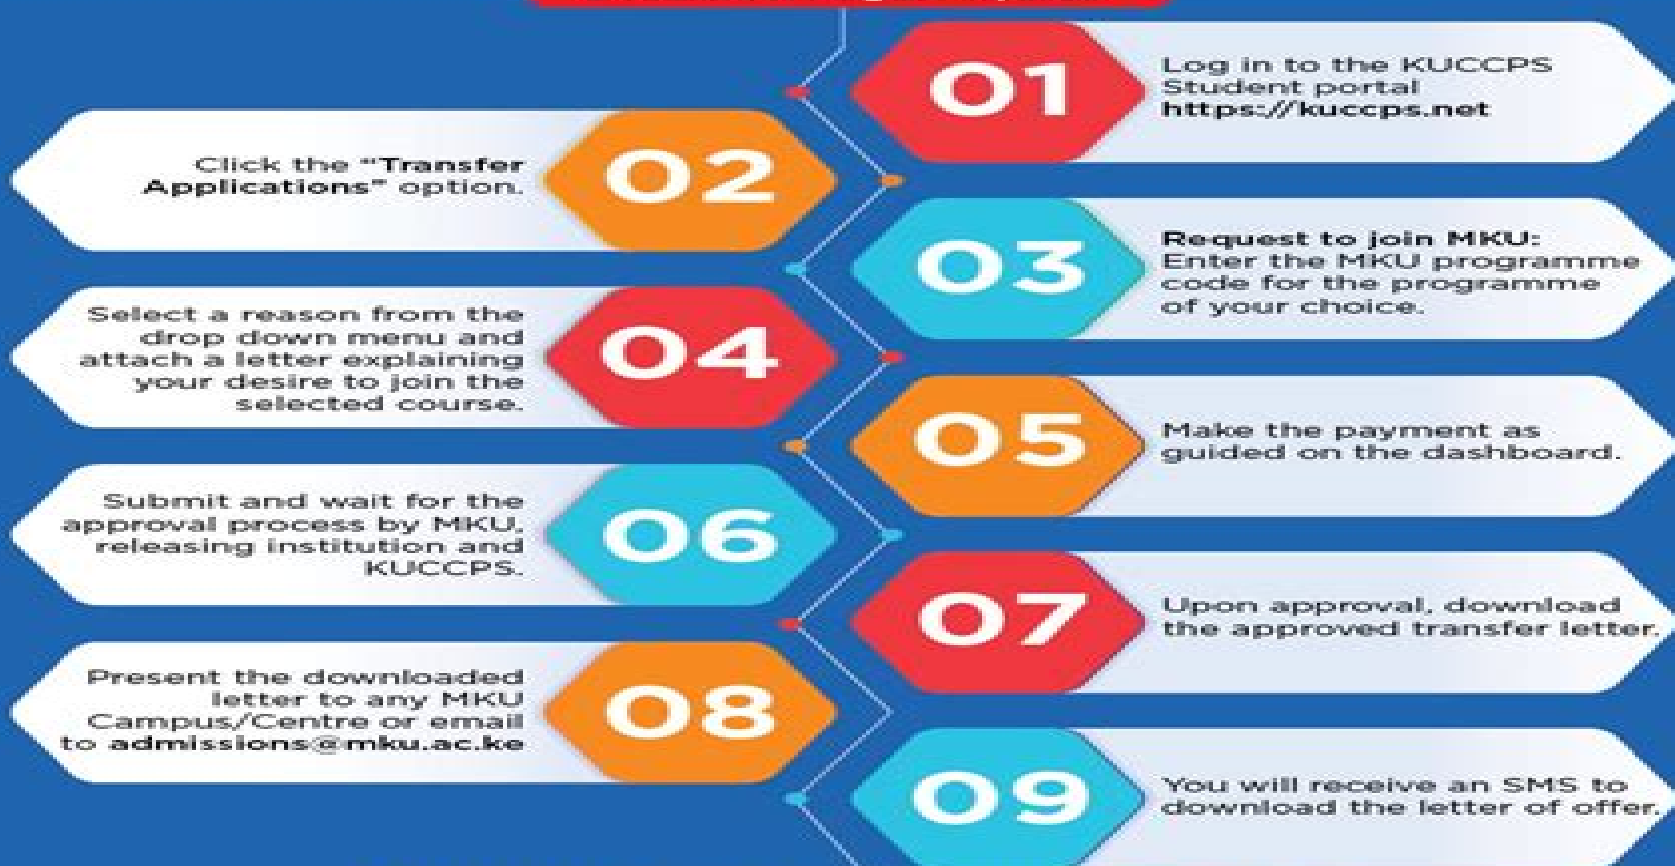 01
Log in to the KUCCPS
Student portal
https://kuccps.net
02
Click the "Transfer
Applications" option.
03
Request to join MKU:
Enter the MKU programme
code for the programme
of your choice.
04
Select a reason from the
drop down menu and
attach a letter explaining
your desire to join the
selected course.
05
Make the payment as
guided on the dashboard.
06
Submit and wait for the
approval process by MKU,
releasing institution and
KUCCPS.
07
Upon approval, download
the approved transfer letter.
08
Present the downloaded
letter to any MKU
Campus/Centre or email
to admissions@mku.ac.ke
09
You will receive an SMS to
download the letter of offer.